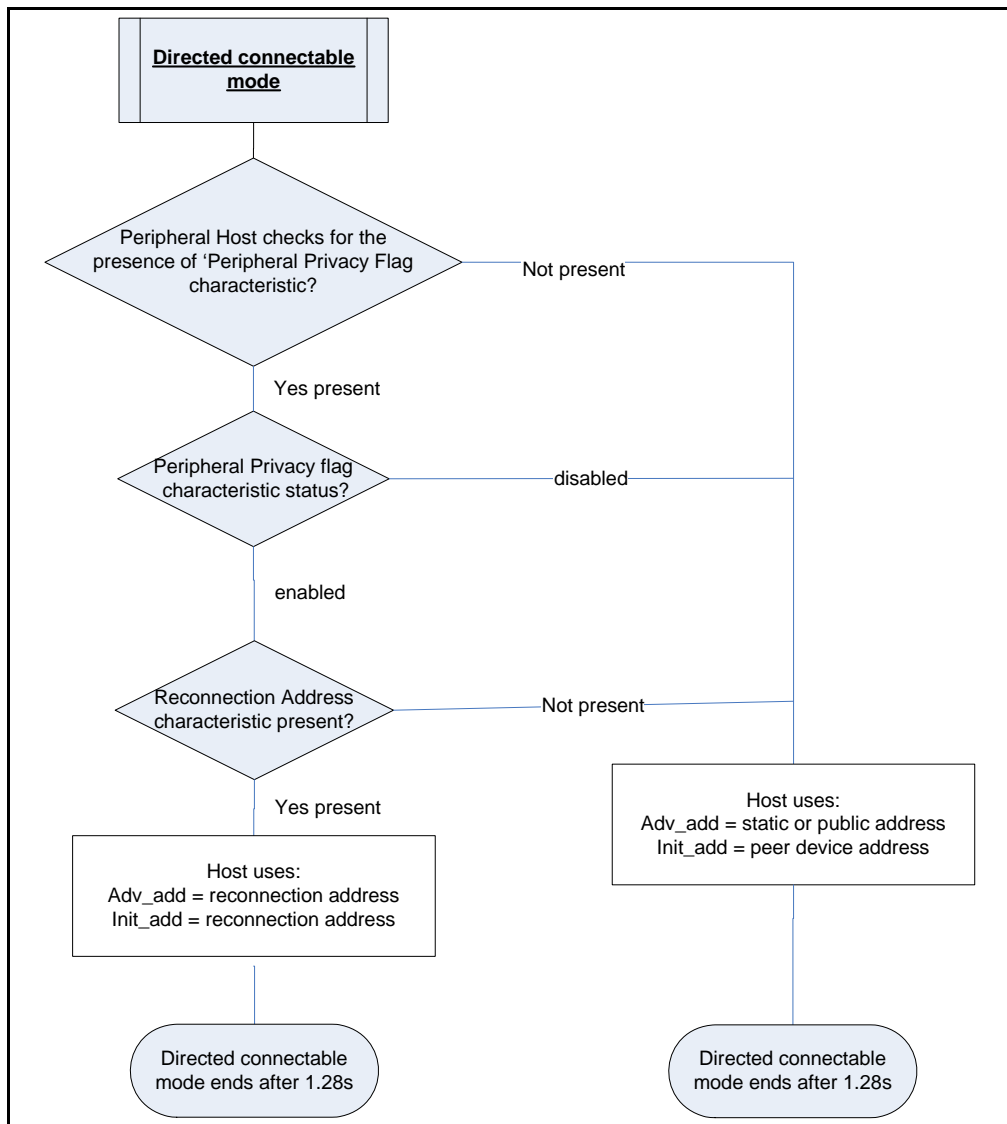 Directed connectable
mode
Peripheral Host checks for the
presence of ‘Peripheral Privacy Flag
characteristic?
Not present
Yes present
Peripheral Privacy flag
characteristic status?
disabled
enabled
Reconnection Address
characteristic present?
Not present
Yes present
Host uses:
Adv_add = reconnection address
Init_add = reconnection address
Host uses:
Adv_add = static or public address
Init_add = peer device address
Directed connectable
mode ends after 1.28s
Directed connectable
mode ends after 1.28s